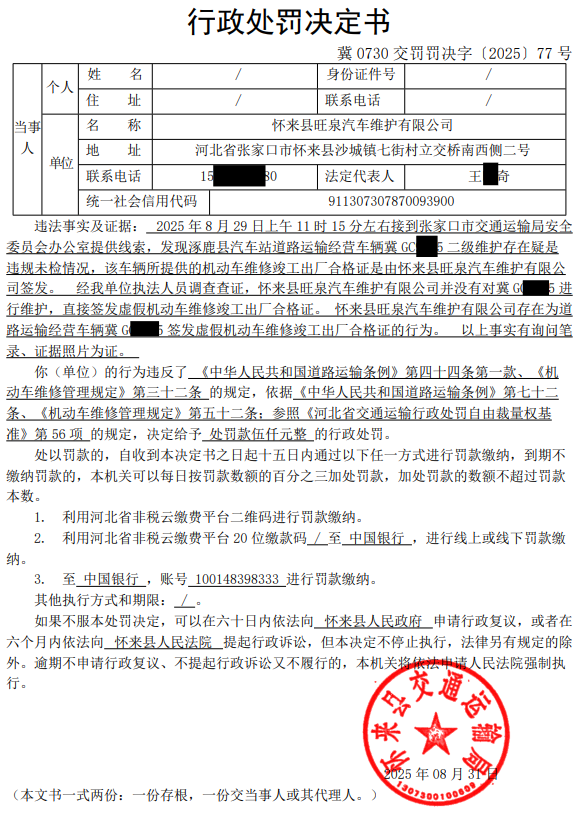 行政处罚决定书
冀 0730 交罚罚决字〔2025〕77 号
当事人
个人
姓 名
/
身份证件号
/
住 址
/
联系电话
/
单位
名 称
怀来县旺泉汽车维护有限公司
地 址
河北省张家口市怀来县沙城镇七街村立交桥南西侧二号
联系电话
15 80
法定代表人
王 奇
统一社会信用代码
911307307870093900
违法事实及证据： 2025 年 8 月 29 日上午 11 时 15 分左右接到张家口市交通运输局安全
委员会办公室提供线索，发现涿鹿县汽车站道路运输经营车辆冀 GC 5 二级维护存在疑是
违规未检情况，该车辆所提供的机动车维修竣工出厂合格证是由怀来县旺泉汽车维护有限公
司签发。 经我单位执法人员调查查证，怀来县旺泉汽车维护有限公司并没有对冀 GC 5 进
行维护，直接签发虚假机动车维修竣工出厂合格证。 怀来县旺泉汽车维护有限公司存在为道
路运输经营车辆冀 G 5 签发虚假机动车维修竣工出厂合格证的行为。 以上事实有询问笔
录、证据照片为证。
你（单位）的行为违反了 《中华人民共和国道路运输条例》第四十四条第一款、《机
动车维修管理规定》第三十二条 的规定，依据《中华人民共和国道路运输条例》第七十二
条、《机动车维修管理规定》第五十二条；参照《河北省交通运输行政处罚自由裁量权基
准》第 56 项 的规定，决定给予 处罚款伍仟元整 的行政处罚。
处以罚款的，自收到本决定书之日起十五日内通过以下任一方式进行罚款缴纳，到期不
缴纳罚款的，本机关可以每日按罚款数额的百分之三加处罚款，加处罚款的数额不超过罚款
本数。
1. 利用河北省非税云缴费平台二维码进行罚款缴纳。
2. 利用河北省非税云缴费平台 20 位缴款码 / 至 中国银行 ，进行线上或线下罚款缴
纳。
3. 至 中国银行 ，账号 100148398333 进行罚款缴纳。
其他执行方式和期限： / 。
如果不服本处罚决定，可以在六十日内依法向 怀来县人民政府 申请行政复议，或者在
六个月内依法向 怀来县人民法院 提起行政诉讼，但本决定不停止执行，法律另有规定的除
外。逾期不申请行政复议、不提起行政诉讼又不履行的，本机关将依法申请人民法院强制执
行。
怀来县交通运输局
2025 年 08 月 31 日
1307300100609
（本文书一式两份：一份存根，一份交当事人或其代理人。）